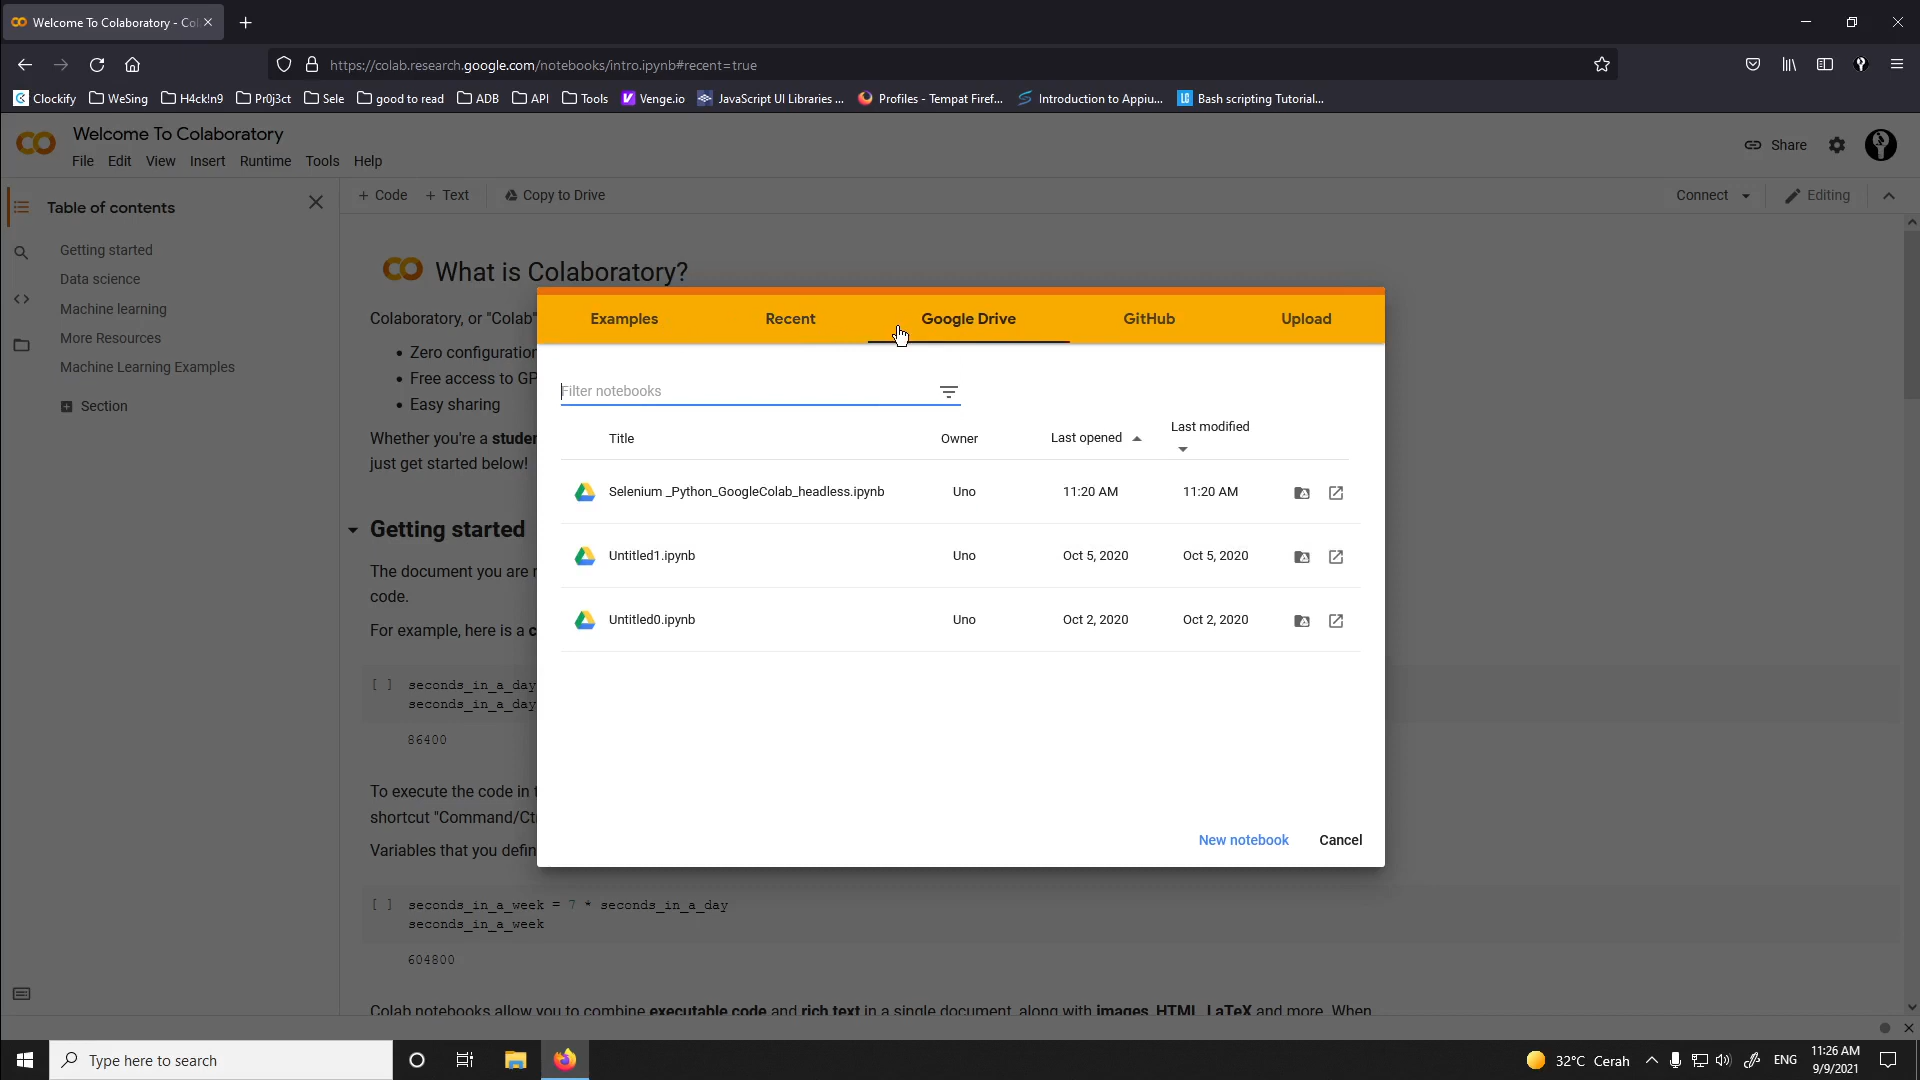 Welcome To Colaboratory - Co
https://colab.research.google.com/notebooks/intro.ipynb#recent=true
Clockify WeSing H4ck!n9 Pr0j3ct Sele good to read ADB API Tools Venge.io JavaScript UI Libraries ... Profiles - Tempat Firef... Introduction to Appiu... Bash scripting Tutorial...
Welcome To Colaboratory
File Edit View Insert Runtime Tools Help
Share
Table of contents
Getting started
Data science
Machine learning
More Resources
Machine Learning Examples
Section
+ Code + Text Copy to Drive
Connect Editing
What is Colaboratory?
Colaboratory, or "Colab"
• Zero configuration
• Free access to GP
• Easy sharing
Whether you're a studen
just get started below!
Getting started
The document you are r
code.
For example, here is a c
[ ] seconds_in_a_day
seconds_in_a_day
86400
To execute the code in t
shortcut "Command/Ct
Variables that you defin
[ ] seconds_in_a_week = 7 * seconds_in_a_day
seconds_in_a_week
604800
Colab notebooks allow you to combine executable code and rich text in a single document, along with images, HTML, LaTeX and more. When
Examples Recent Google Drive GitHub Upload
Filter notebooks
Title Owner Last opened Last modified
Selenium _Python_GoogleColab_headless.ipynb Uno 11:20 AM 11:20 AM
Untitled1.ipynb Uno Oct 5, 2020 Oct 5, 2020
Untitled0.ipynb Uno Oct 2, 2020 Oct 2, 2020
New notebook Cancel
Type here to search
32°C Cerah
ENG
11:26 AM
9/9/2021